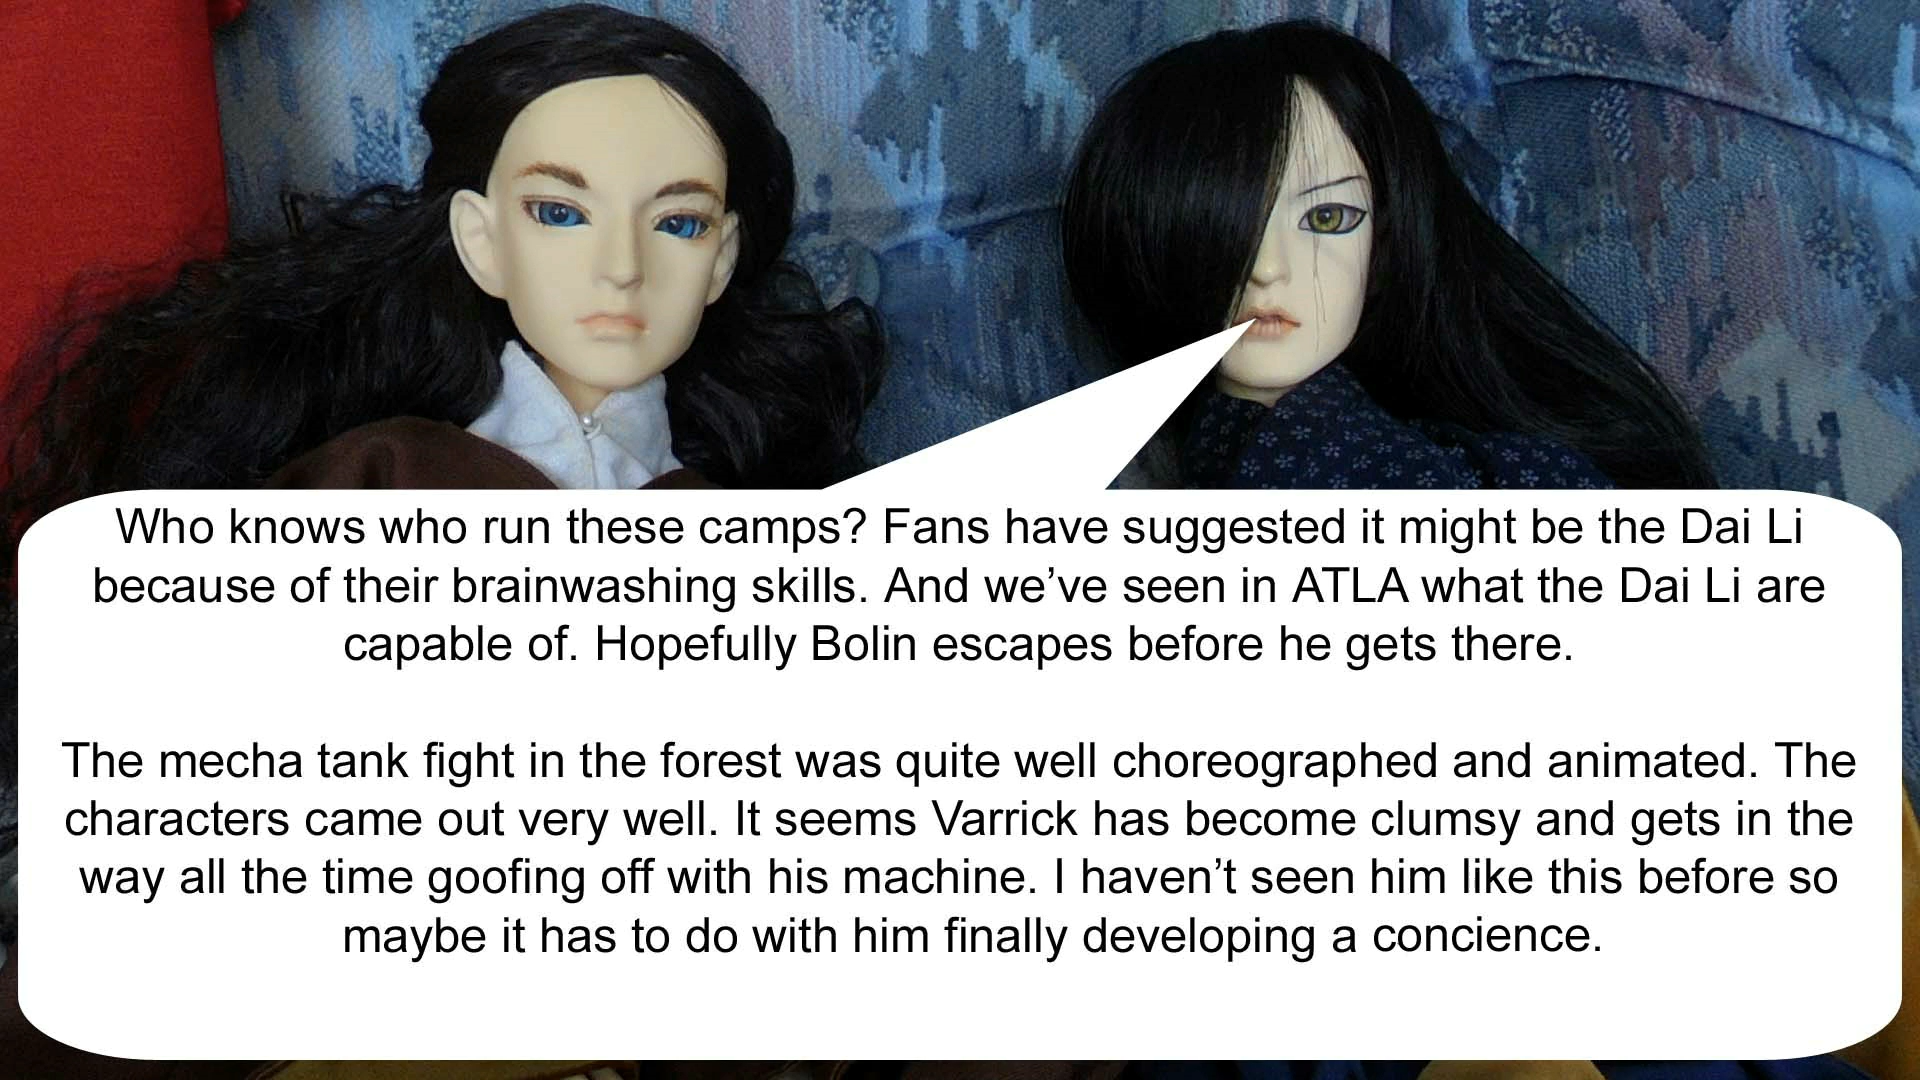 Who knows who run these camps? Fans have suggested it might be the Dai Li
because of their brainwashing skills. And we’ve seen in ATLA what the Dai Li are
capable of. Hopefully Bolin escapes before he gets there.
The mecha tank fight in the forest was quite well choreographed and animated. The
characters came out very well. It seems Varrick has become clumsy and gets in the
way all the time goofing off with his machine. I haven’t seen him like this before so
maybe it has to do with him finally developing a concience.